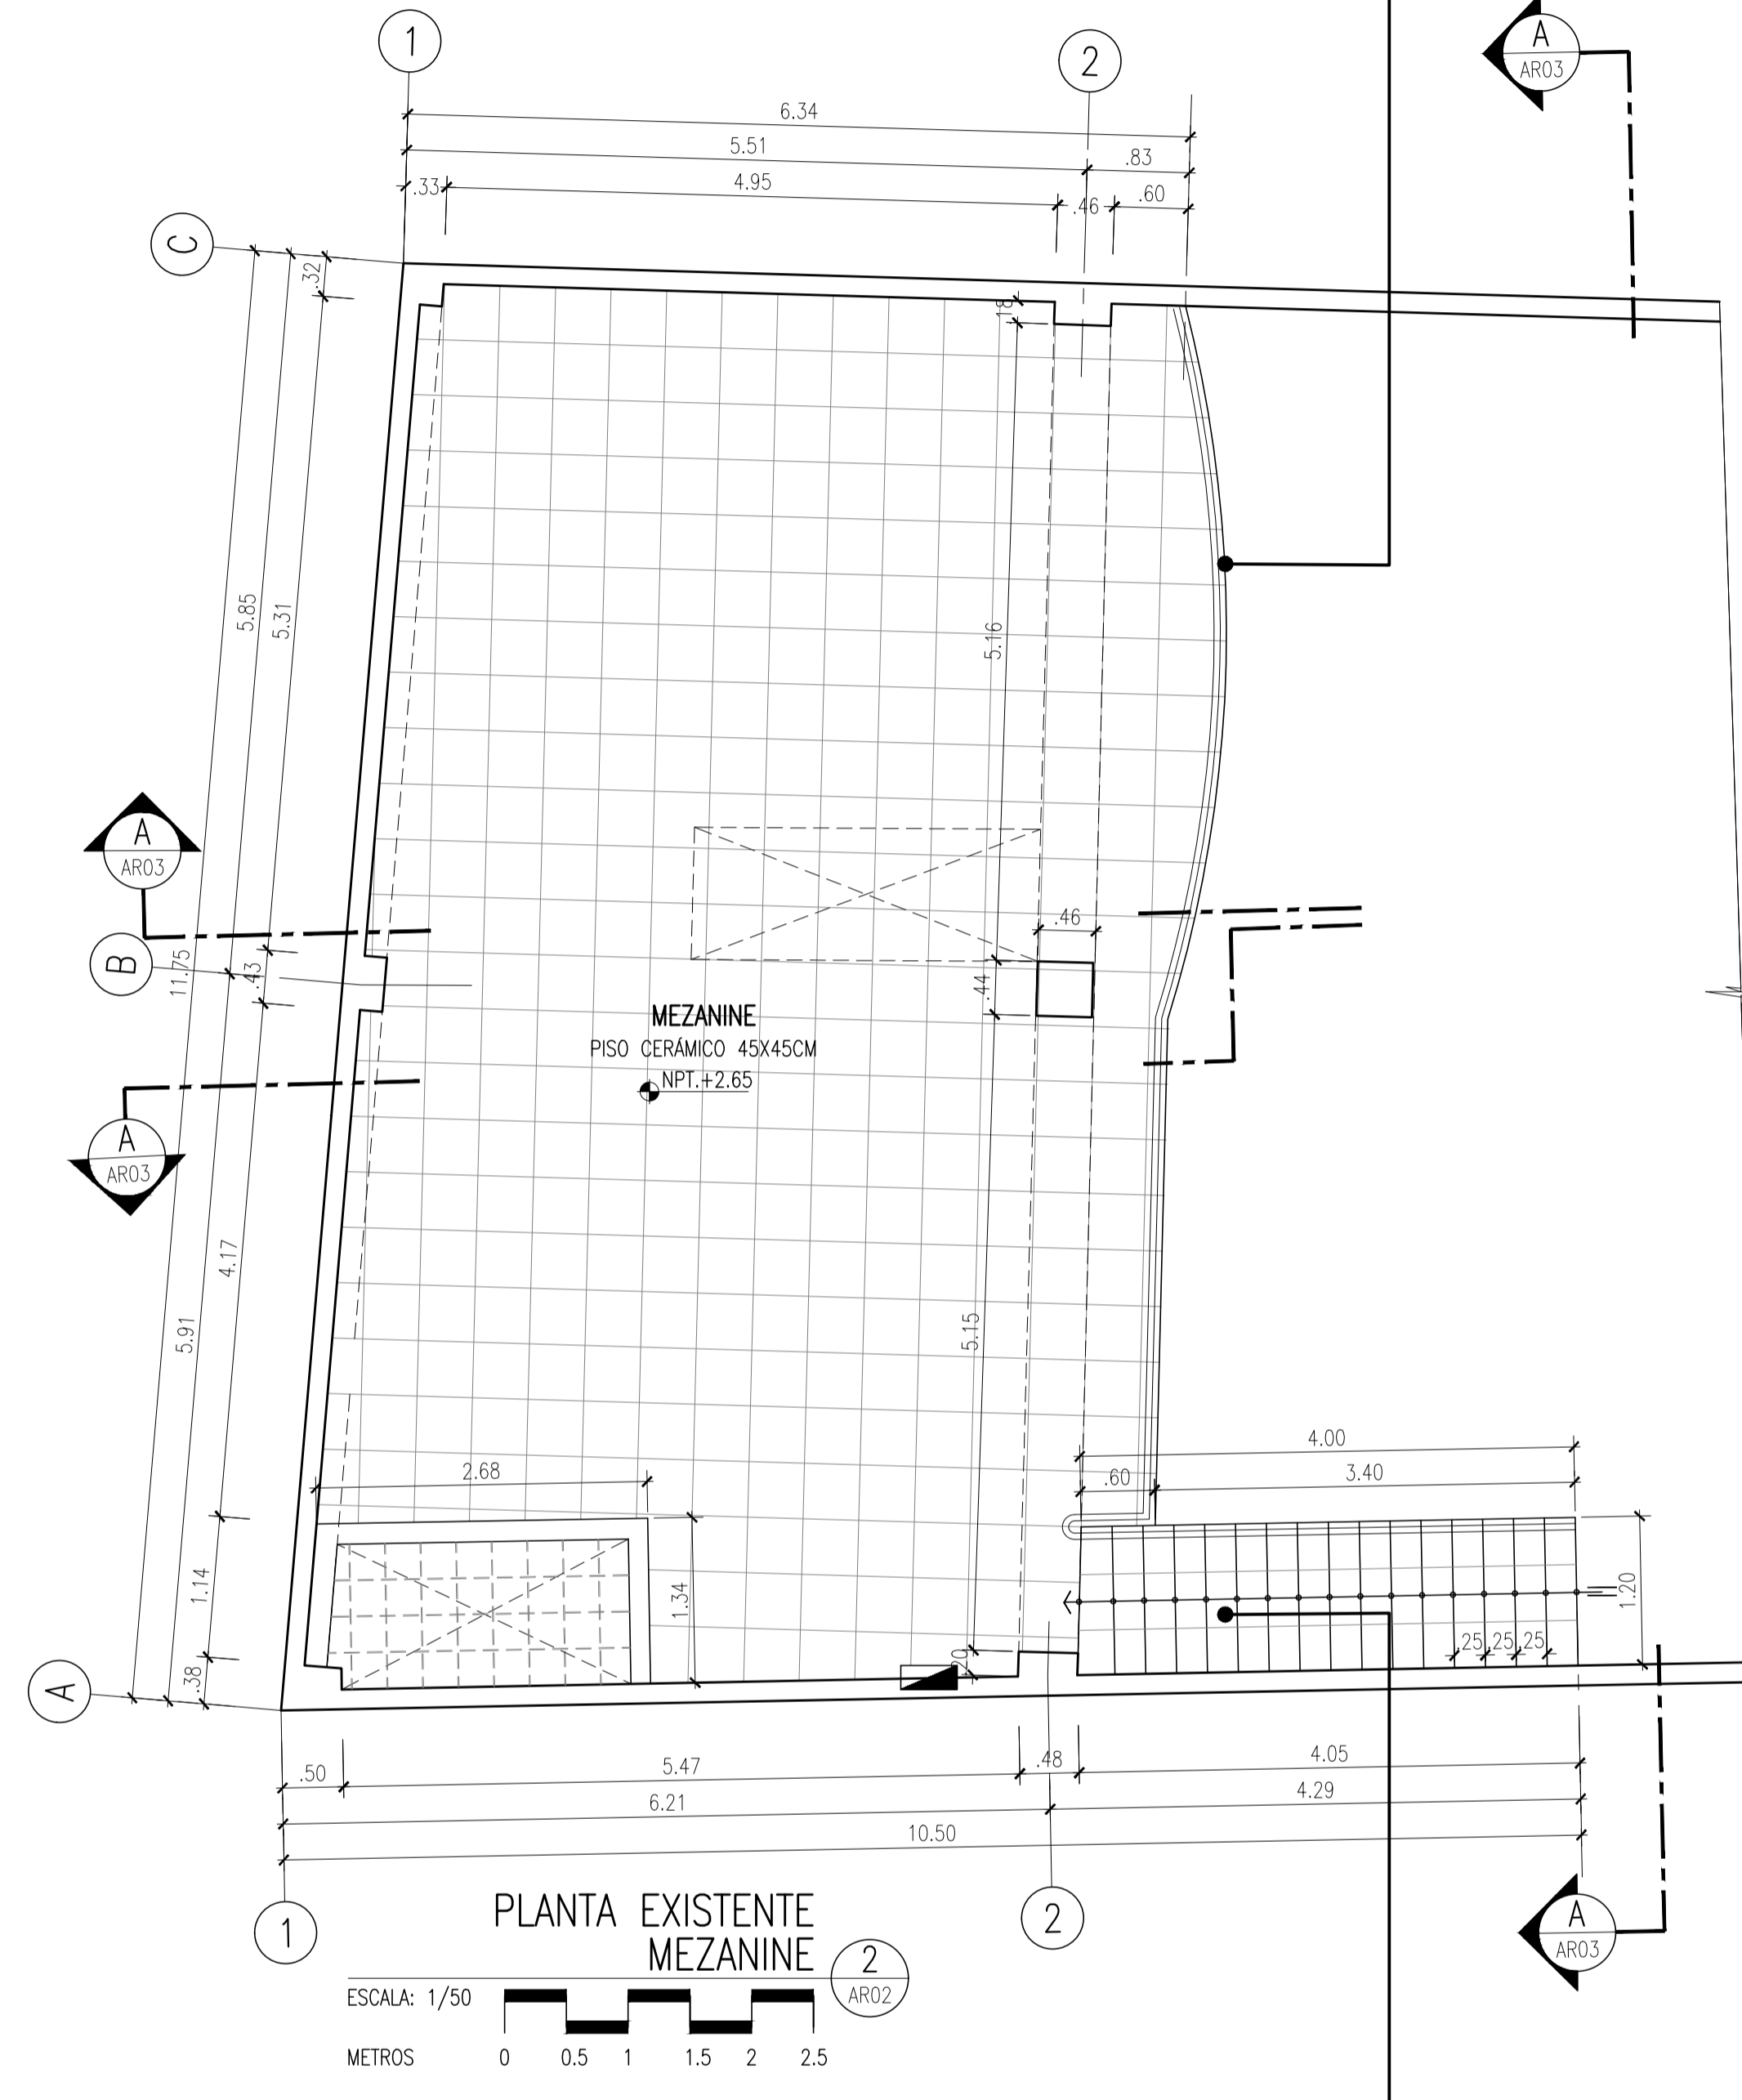 1
2
A
AR03
6.34
5.51
.83
.33
4.95
.46
.60
C
.32
18
5.85
5.31
5.16
A
AR03
B
11.75
.43
.46
.44
MEZANINE
PISO CERÁMICO 45X45CM
NPT.+2.65
A
AR03
4.17
5.91
5.15
4.00
2.68
.60
3.40
1.14
1.34
1.20
.25
.25
.25
.20
.38
A
.50
5.47
.48
4.05
6.21
4.29
10.50
1
2
A
AR03
PLANTA EXISTENTE
MEZANINE
2
AR02
ESCALA: 1/50
METROS
0 0.5 1 1.5 2 2.5